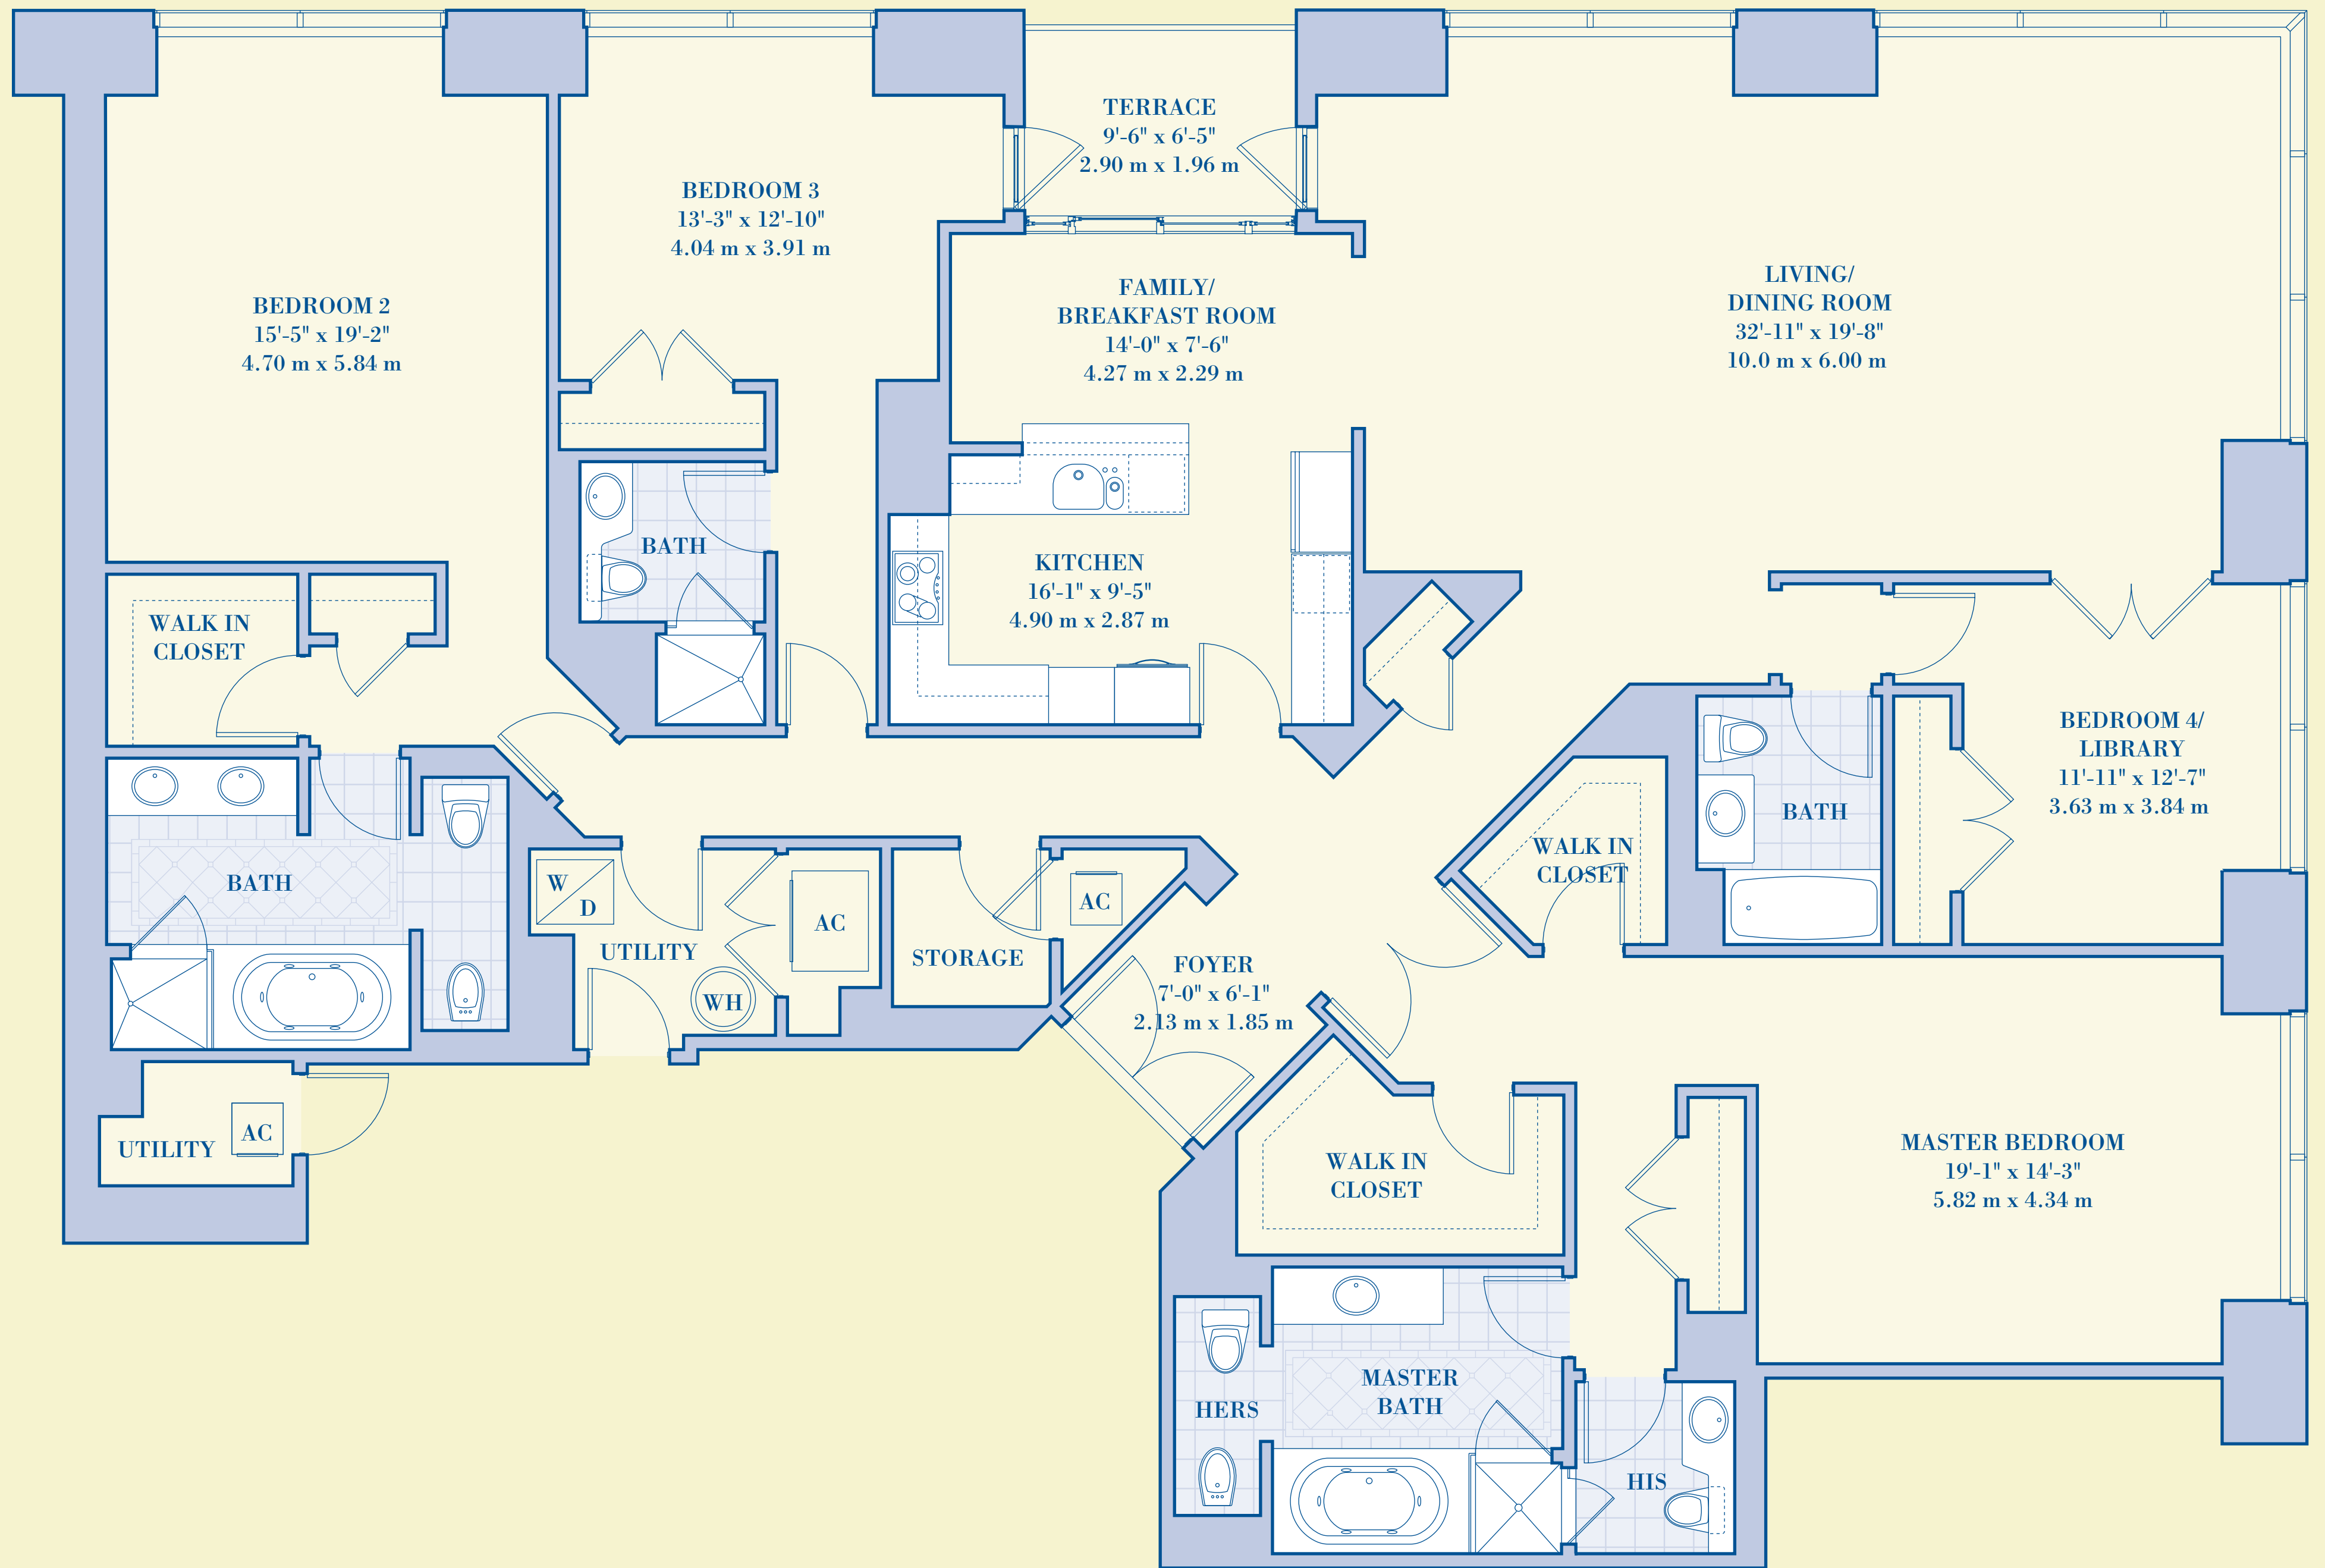 TERRACE
9'-6" x 6'-5"
2.90 m x 1.96 m
BEDROOM 3
13'-3" x 12'-10"
4.04 m x 3.91 m
LIVING/
DINING ROOM
32'-11" x 19'-8"
10.0 m x 6.00 m
FAMILY/
BREAKFAST ROOM
14'-0" x 7'-6"
4.27 m x 2.29 m
BEDROOM 2
15'-5" x 19'-2"
4.70 m x 5.84 m
BATH
KITCHEN
16'-1" x 9'-5"
4.90 m x 2.87 m
WALK IN
CLOSET
BEDROOM 4/
LIBRARY
11'-11" x 12'-7"
3.63 m x 3.84 m
BATH
WALK IN
CLOSET
BATH
W
D
AC
AC
UTILITY
STORAGE
WH
FOYER
7'-0" x 6'-1"
2.13 m x 1.85 m
AC
UTILITY
WALK IN
CLOSET
MASTER BEDROOM
19'-1" x 14'-3"
5.82 m x 4.34 m
MASTER
BATH
HERS
HIS